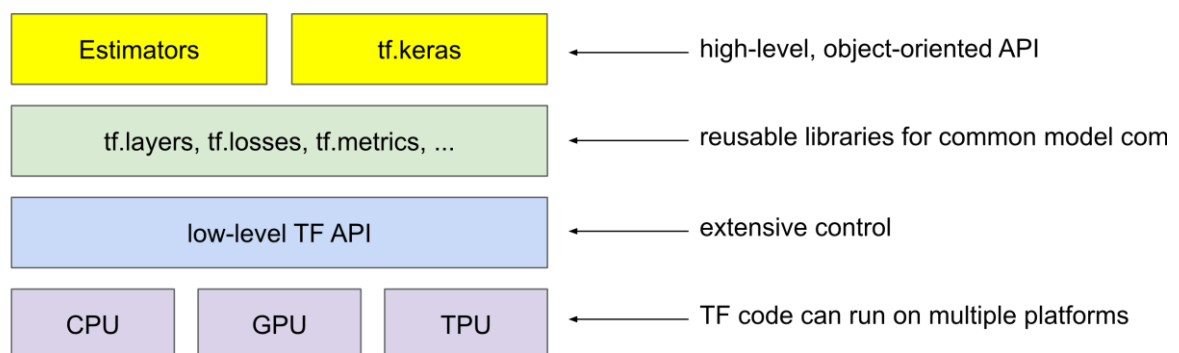 Estimators
tf.keras
high-level, object-oriented API
tf.layers, tf.losses, tf.metrics, ...
reusable libraries for common model com
low-level TF API
extensive control
CPU
GPU
TPU
TF code can run on multiple platforms